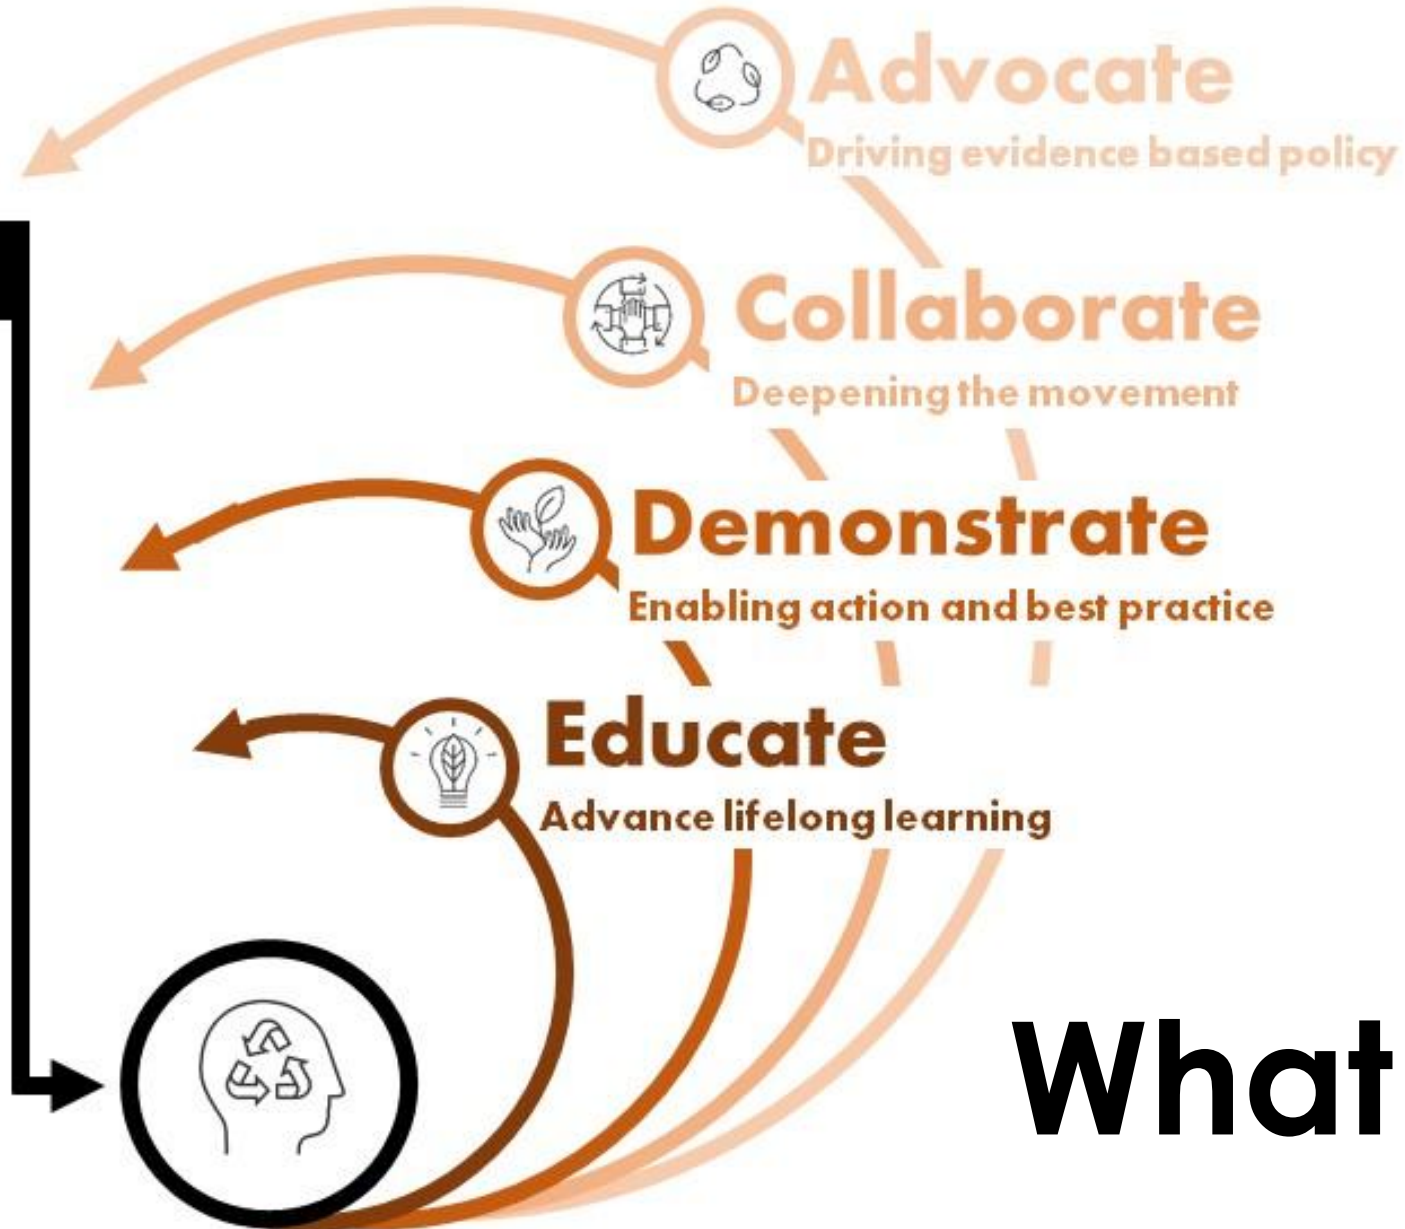 Advocate
Driving evidence based policy
Collaborate
Deepening the movement
Demonstrate
Enabling action and best practice
Educate
Advance lifelong learning
What